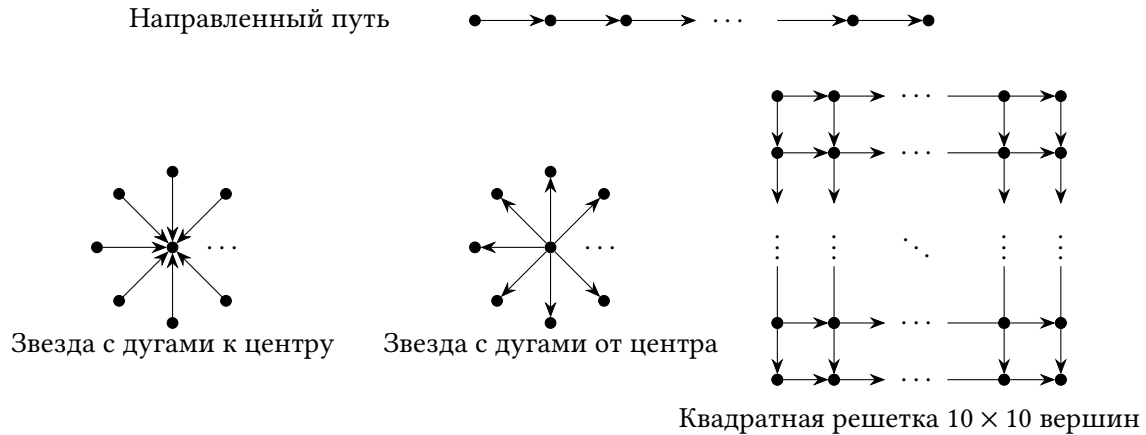 Направленный путь
Звезда с дугами к центру
Звезда с дугами от центра
Квадратная решетка 10 × 10 вершин